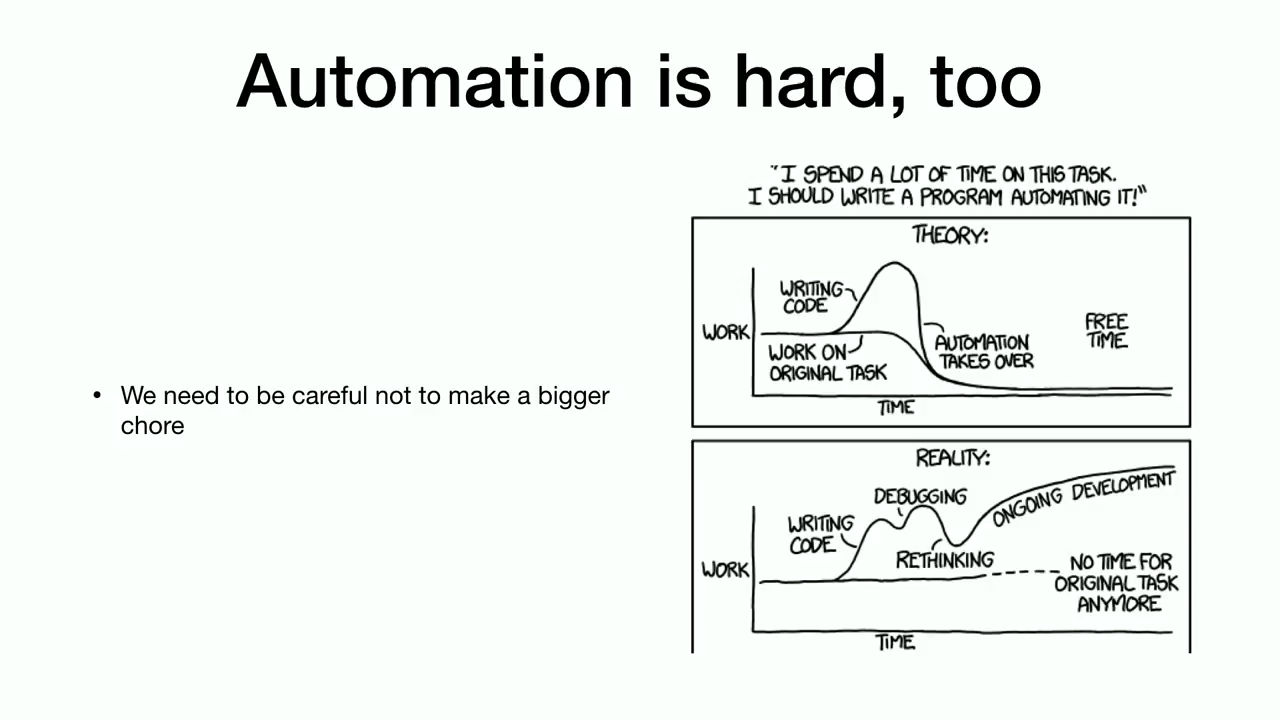 Automation is hard, too
• We need to be careful not to make a bigger
chore
"I SPEND A LOT OF TIME ON THIS TASK.
I SHOULD WRITE A PROGRAM AUTOMATING IT!"
THEORY:
WRITING
CODE
WORK
WORK ON
ORIGINAL TASK
AUTOMATION
TAKES OVER
FREE
TIME
TIME
REALITY:
WRITING
CODE
DEBUGGING
RETHINKING
ONGOING DEVELOPMENT
WORK
NO TIME FOR
ORIGINAL TASK
ANYMORE
TIME